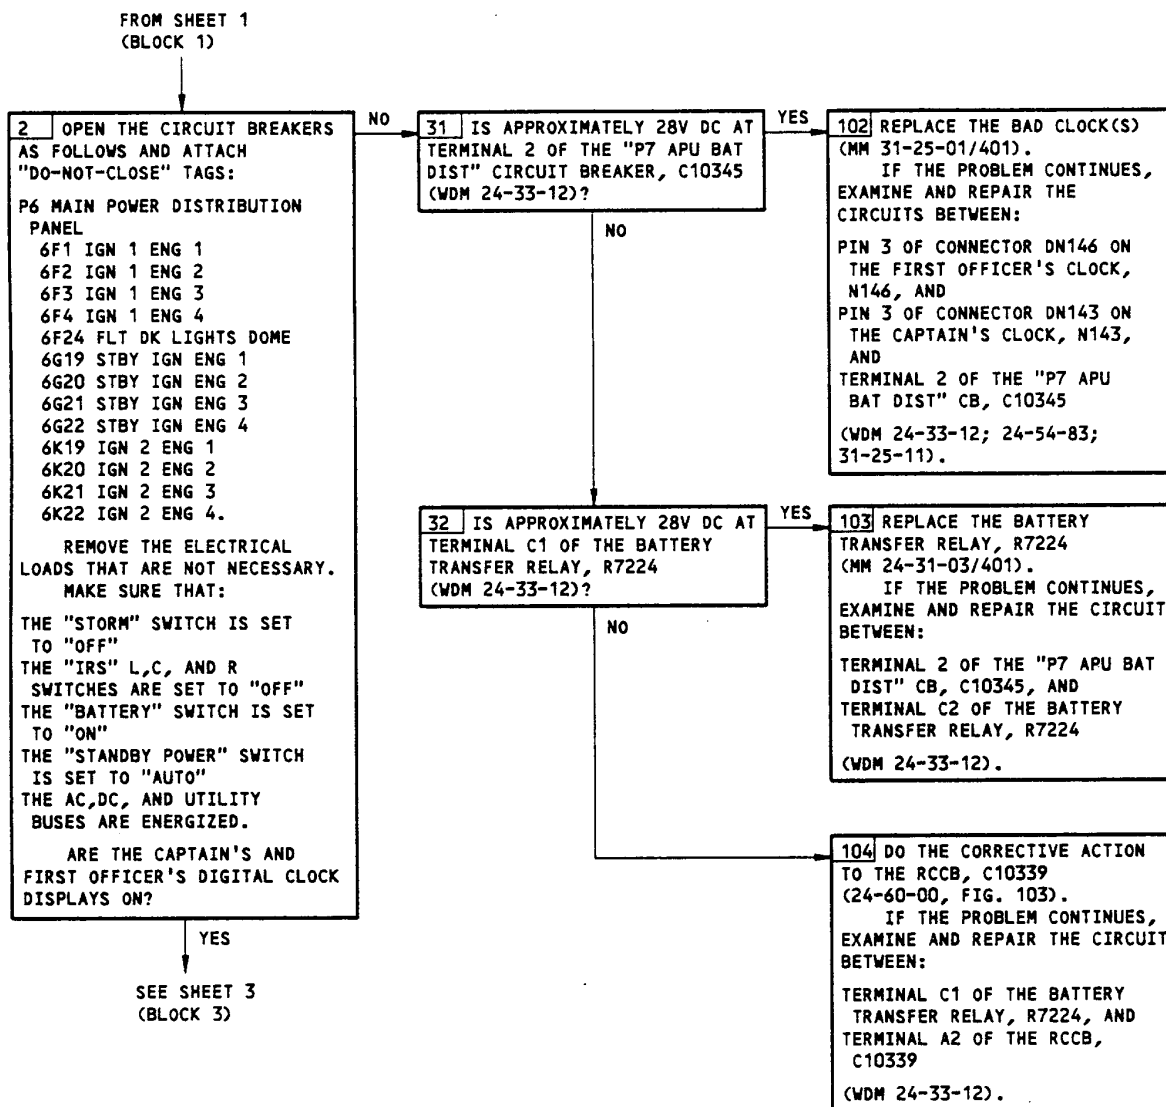 FROM SHEET 1
(BLOCK 1)
2 OPEN THE CIRCUIT BREAKERS
AS FOLLOWS AND ATTACH
"DO-NOT-CLOSE" TAGS:
P6 MAIN POWER DISTRIBUTION
PANEL
6F1 IGN 1 ENG 1
6F2 IGN 1 ENG 2
6F3 IGN 1 ENG 3
6F4 IGN 1 ENG 4
6F24 FLT DK LIGHTS DOME
6G19 STBY IGN ENG 1
6G20 STBY IGN ENG 2
6G21 STBY IGN ENG 3
6G22 STBY IGN ENG 4
6K19 IGN 2 ENG 1
6K20 IGN 2 ENG 2
6K21 IGN 2 ENG 3
6K22 IGN 2 ENG 4.
REMOVE THE ELECTRICAL
LOADS THAT ARE NOT NECESSARY.
MAKE SURE THAT:
THE "STORM" SWITCH IS SET
TO "OFF"
THE "IRS" L,C, AND R
SWITCHES ARE SET TO "OFF"
THE "BATTERY" SWITCH IS SET
TO "ON"
THE "STANDBY POWER" SWITCH
IS SET TO "AUTO"
THE AC,DC, AND UTILITY
BUSES ARE ENERGIZED.
ARE THE CAPTAIN'S AND
FIRST OFFICER'S DIGITAL CLOCK
DISPLAYS ON?
YES
SEE SHEET 3
(BLOCK 3)
NO
31 IS APPROXIMATELY 28V DC AT
TERMINAL 2 OF THE "P7 APU BAT
DIST" CIRCUIT BREAKER, C10345
(WDM 24-33-12)?
YES
102 REPLACE THE BAD CLOCK(S)
(MM 31-25-01/401).
IF THE PROBLEM CONTINUES,
EXAMINE AND REPAIR THE
CIRCUITS BETWEEN:
PIN 3 OF CONNECTOR DN146 ON
THE FIRST OFFICER'S CLOCK,
N146, AND
PIN 3 OF CONNECTOR DN143 ON
THE CAPTAIN'S CLOCK, N143,
AND
TERMINAL 2 OF THE "P7 APU
BAT DIST" CB, C10345
(WDM 24-33-12; 24-54-83;
31-25-11).
NO
32 IS APPROXIMATELY 28V DC AT
TERMINAL C1 OF THE BATTERY
TRANSFER RELAY, R7224
(WDM 24-33-12)?
YES
103 REPLACE THE BATTERY
TRANSFER RELAY, R7224
(MM 24-31-03/401).
IF THE PROBLEM CONTINUES,
EXAMINE AND REPAIR THE CIRCUIT
BETWEEN:
TERMINAL 2 OF THE "P7 APU BAT
DIST" CB, C10345, AND
TERMINAL C2 OF THE BATTERY
TRANSFER RELAY, R7224
(WDM 24-33-12).
NO
104 DO THE CORRECTIVE ACTION
TO THE RCCB, C10339
(24-60-00, FIG. 103).
IF THE PROBLEM CONTINUES,
EXAMINE AND REPAIR THE CIRCUIT
BETWEEN:
TERMINAL C1 OF THE BATTERY
TRANSFER RELAY, R7224, AND
TERMINAL A2 OF THE RCCB,
C10339
(WDM 24-33-12).